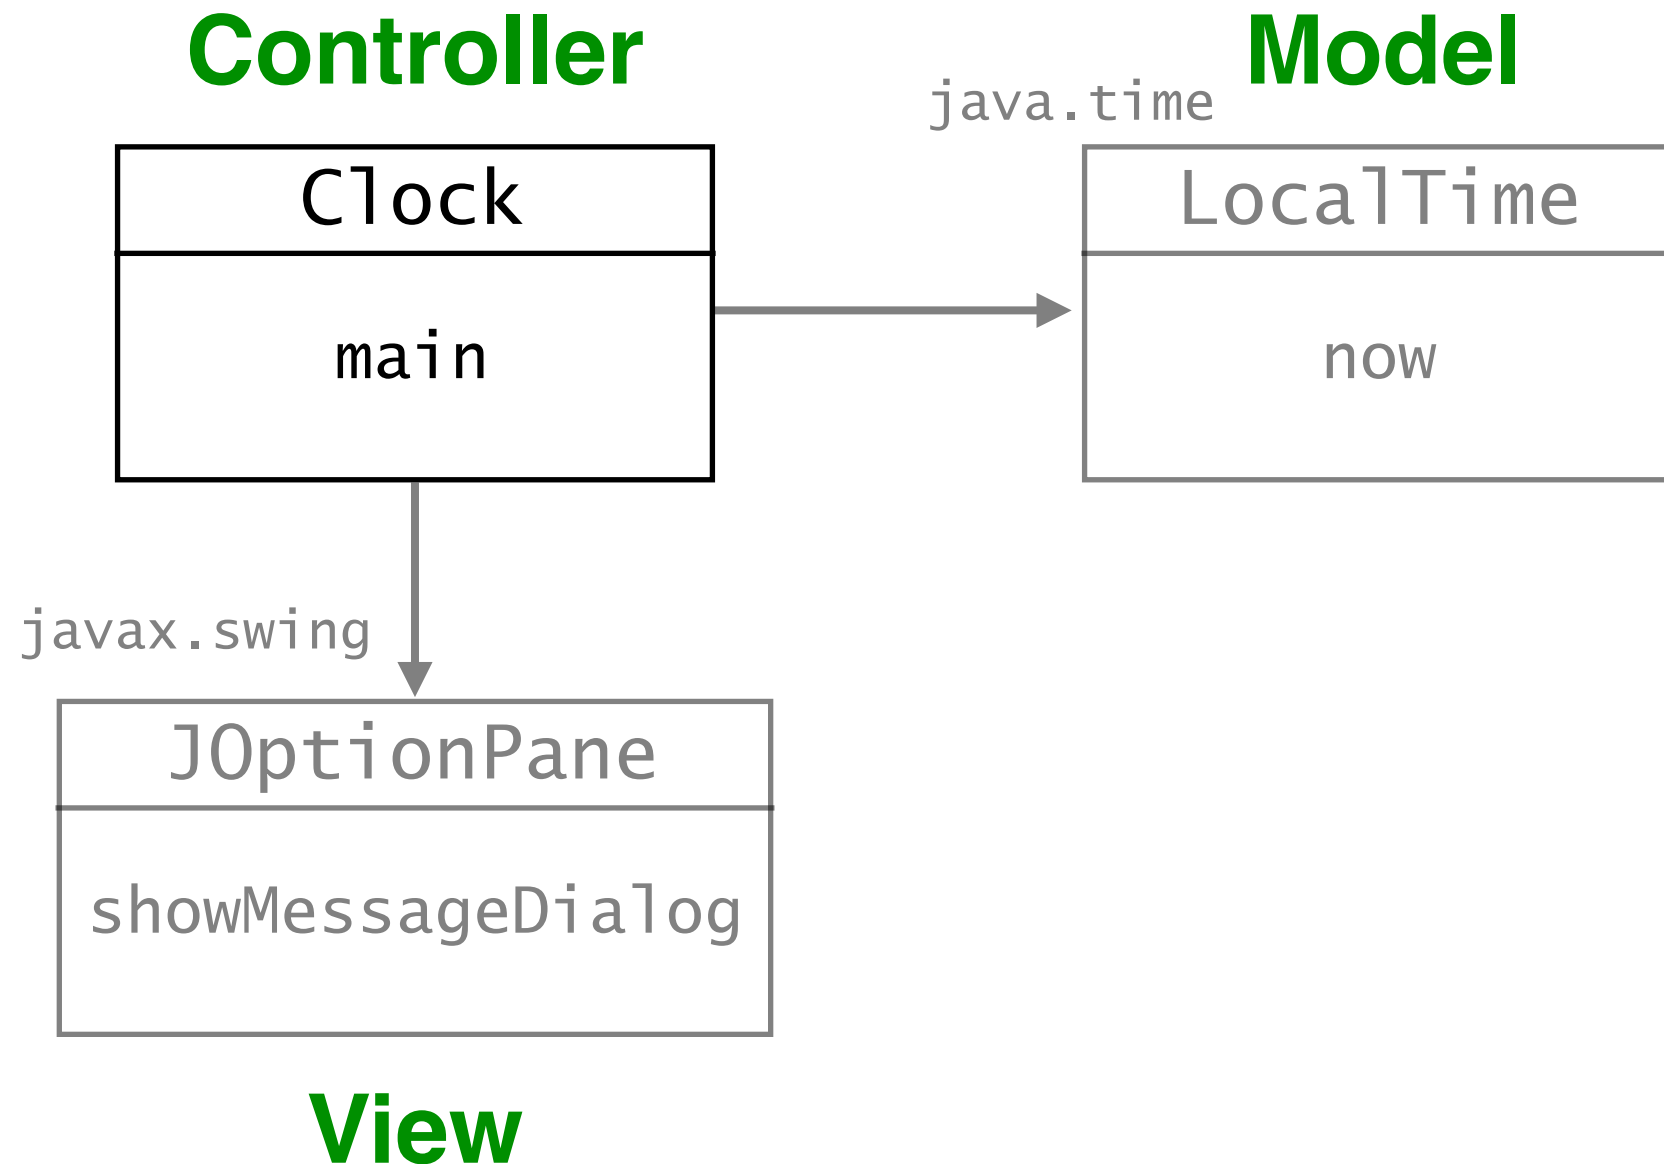 Controller
Model
java.time
Clock
LocalTime
main
now
javax.swing
JOptionPane
showMessageDialog
View